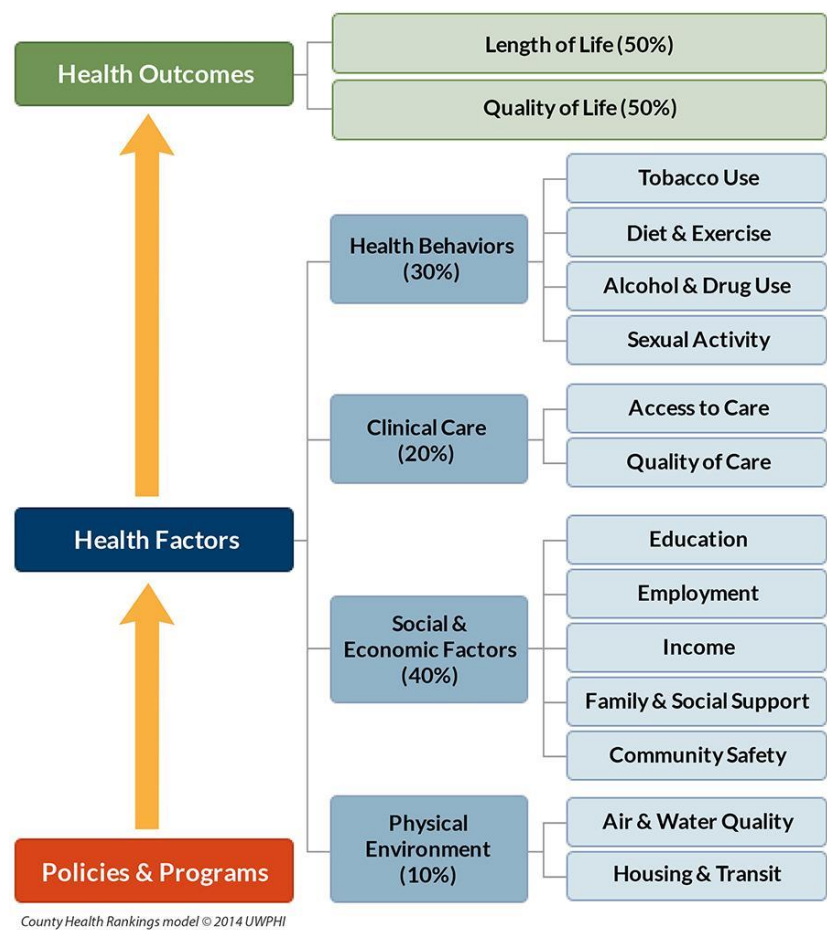 Health Outcomes
Length of Life (50%)
Quality of Life (50%)
Health Factors
Health Behaviors
(30%)
Tobacco Use
Diet & Exercise
Alcohol & Drug Use
Sexual Activity
Clinical Care
(20%)
Access to Care
Quality of Care
Social &
Economic Factors
(40%)
Education
Employment
Income
Family & Social Support
Community Safety
Physical
Environment
(10%)
Air & Water Quality
Housing & Transit
Policies & Programs
County Health Rankings model © 2014 UWPHI